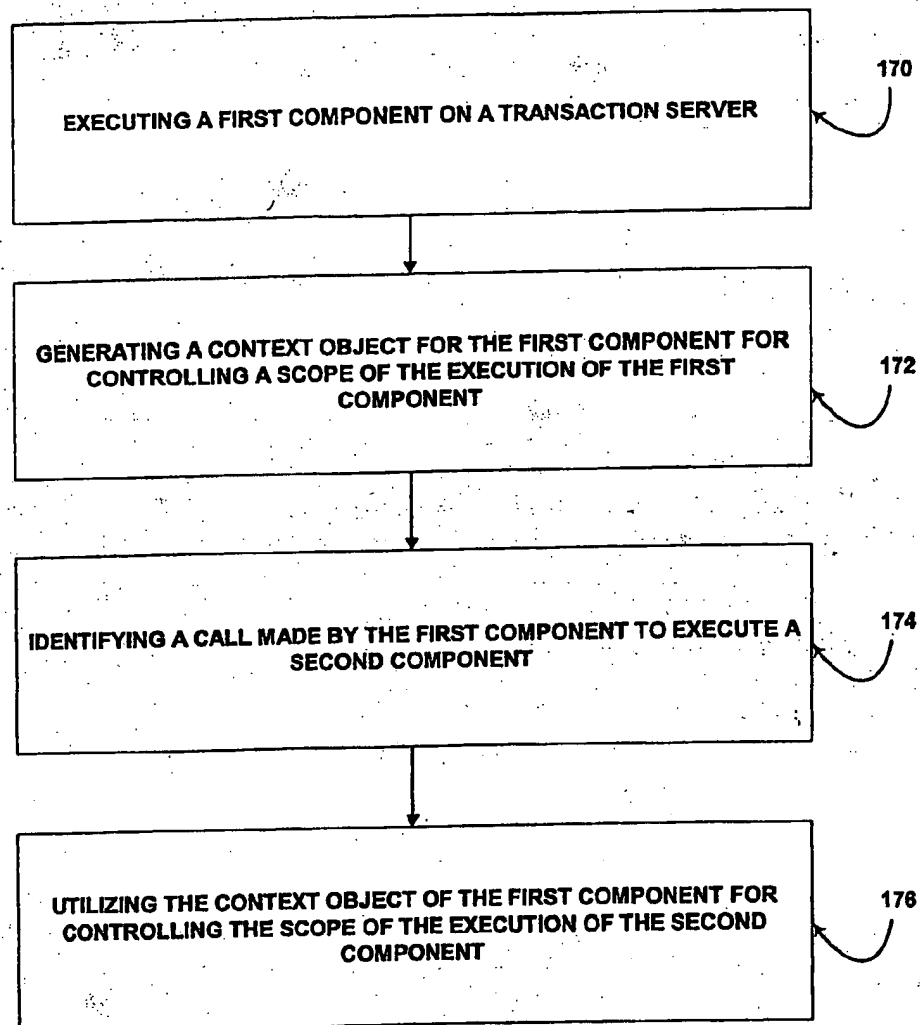 EXECUTING A FIRST COMPONENT ON A TRANSACTION SERVER
170
GENERATING A CONTEXT OBJECT FOR THE FIRST COMPONENT FOR
CONTROLLING A SCOPE OF THE EXECUTION OF THE FIRST
COMPONENT
172
IDENTIFYING A CALL MADE BY THE FIRST COMPONENT TO EXECUTE A
SECOND COMPONENT
174
UTILIZING THE CONTEXT OBJECT OF THE FIRST COMPONENT FOR
CONTROLLING THE SCOPE OF THE EXECUTION OF THE SECOND
COMPONENT
176